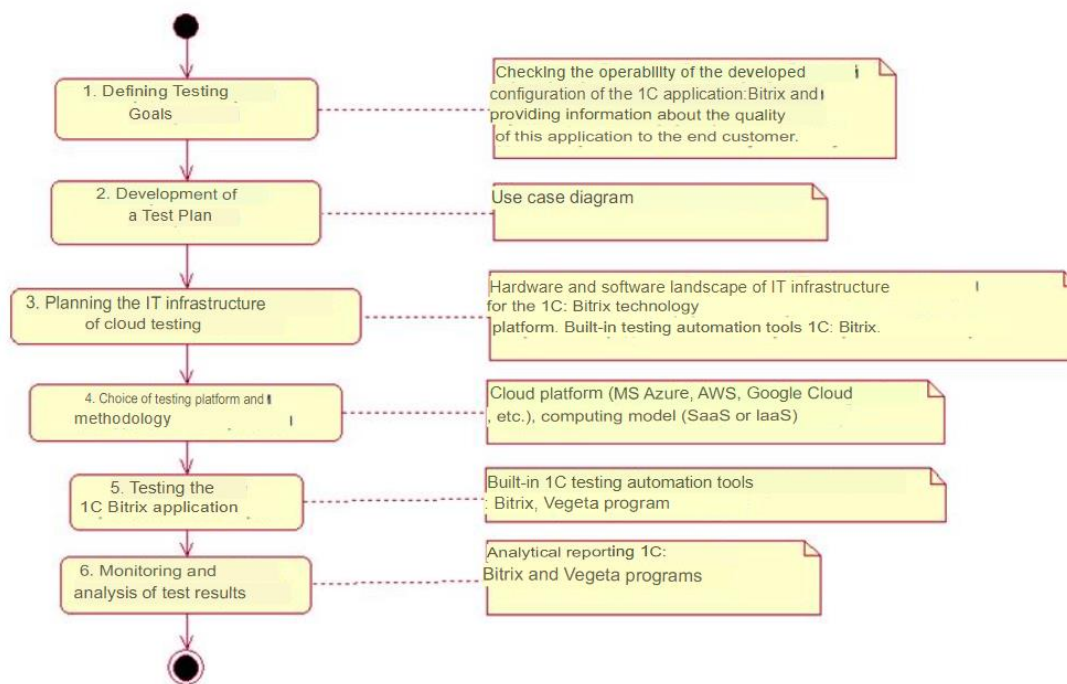 1. Defining Testing
Goals
Checking the operability of the developed
configuration of the 1C application:Bitrix and
providing information about the quality
of this application to the end customer.
2. Development of
a Test Plan
Use case diagram
3. Planning the IT infrastructure
of cloud testing
Hardware and software landscape of IT infrastructure
for the 1C: Bitrix technology
platform. Built-in testing automation tools 1C: Bitrix.
4. Choice of testing platform and
methodology
Cloud platform (MS Azure, AWS, Google Cloud
, etc.), computing model (SaaS or IaaS)
5. Testing the
1C Bitrix application
Built-in 1C testing automation tools
: Bitrix, Vegeta program
6. Monitoring and
analysis of test results
Analytical reporting 1C:
Bitrix and Vegeta programs